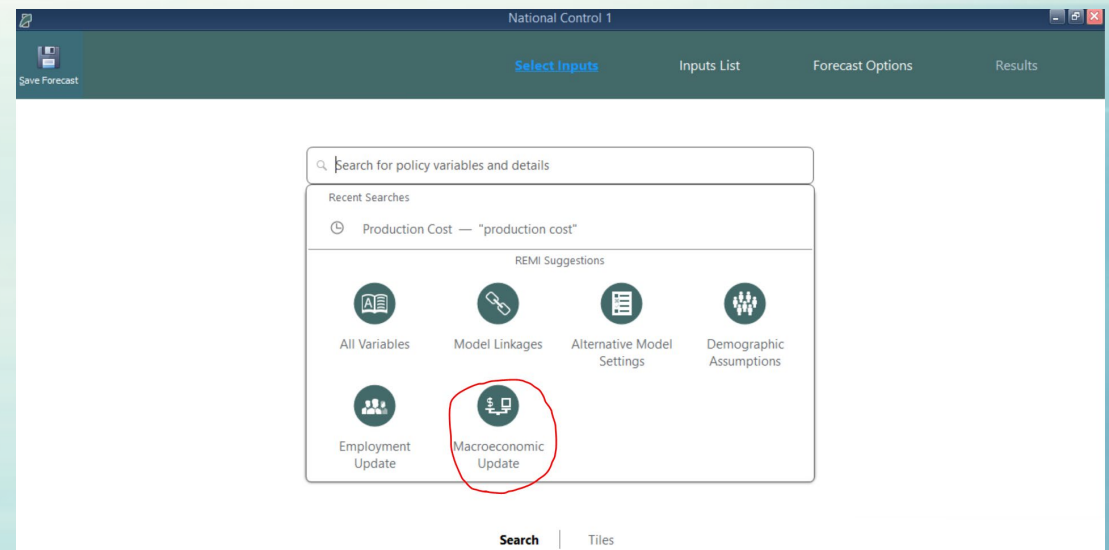 National Control 1
Save Forecast
Select Inputs
Inputs List
Forecast Options
Results
Search for policy variables and details
Recent Searches
Production Cost — "production cost"
REMI Suggestions
All Variables
Model Linkages
Alternative Model
Settings
Demographic
Assumptions
Employment
Update
Macroeconomic
Update
Search
Tiles